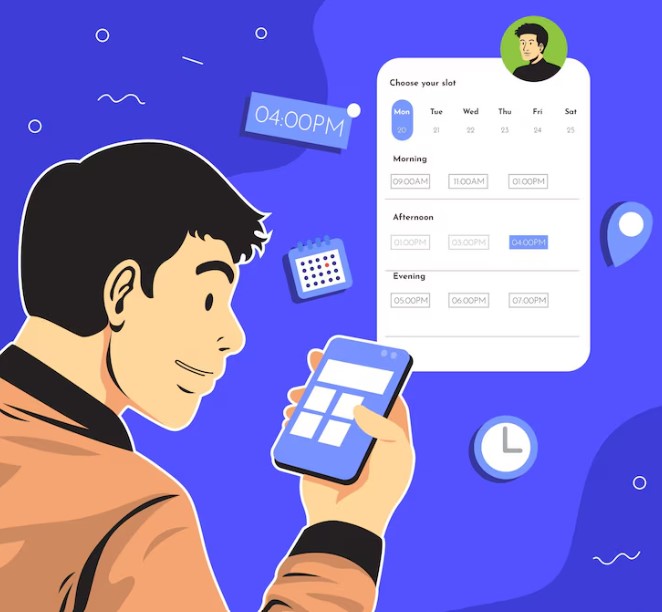 04:00PM
Choose your slot
Mon Tue Wed Thu Fri Sat
20 21 22 23 24 25
Morning
09:00AM 11:00AM 01:00PM
Afternoon
01:00PM 03:00PM 04:00PM
Evening
05:00PM 06:00PM 07:00PM